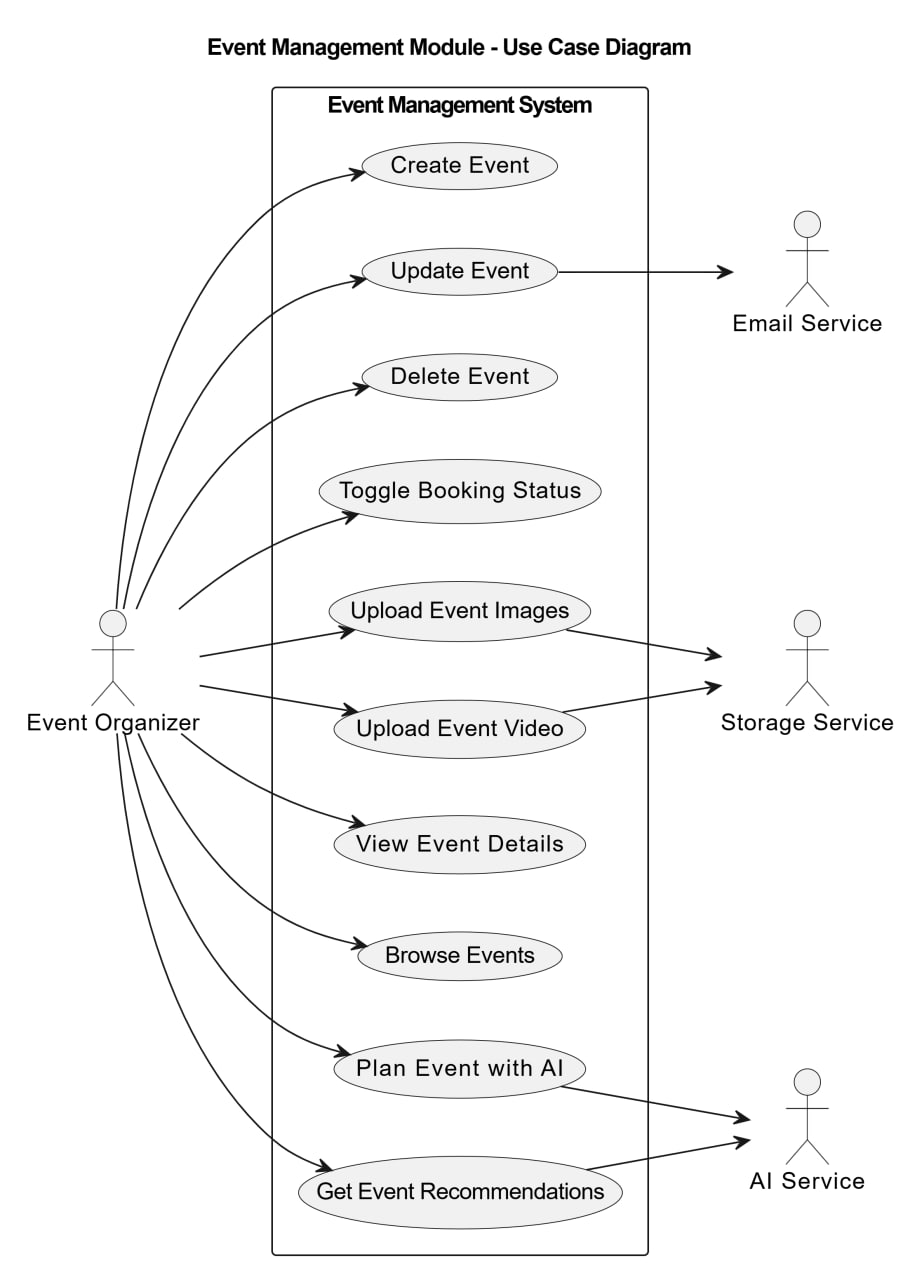 Event Management Module - Use Case Diagram
Event Management System
Create Event
Update Event
Email Service
Delete Event
Toggle Booking Status
Upload Event Images
Event Organizer
Storage Service
Upload Event Video
View Event Details
Browse Events
Plan Event with AI
AI Service
Get Event Recommendations